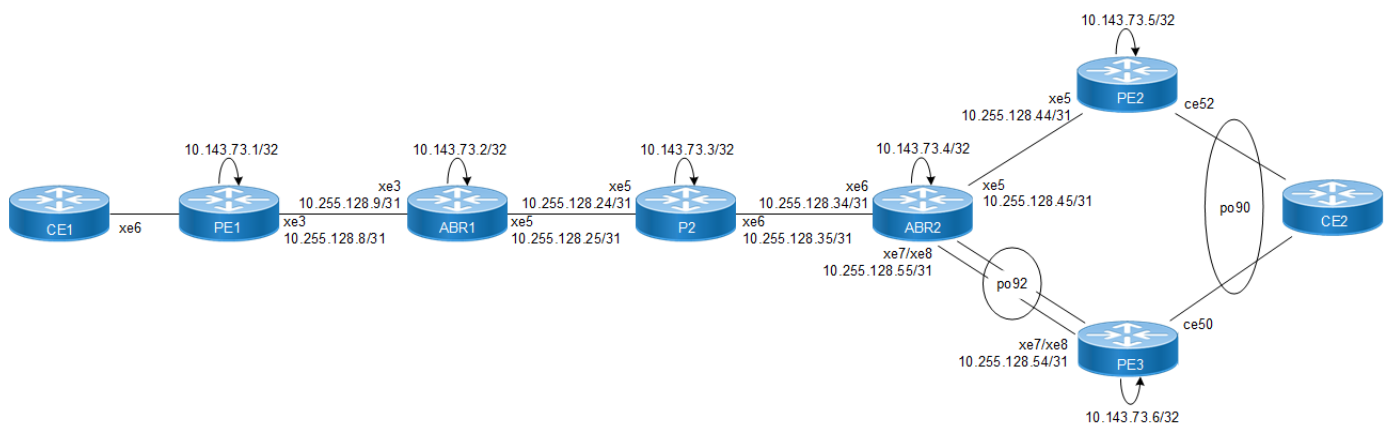 10.143.73.5/32
PE2
xe5
10.255.128.44/31
ce52
10.143.73.1/32
10.143.73.2/32
10.143.73.3/32
10.143.73.4/32
CE1
xe6
PE1
xe3
10.255.128.9/31
xe3
10.255.128.8/31
ABR1
xe5
10.255.128.24/31
xe5
10.255.128.25/31
P2
xe6
10.255.128.34/31
xe6
10.255.128.35/31
ABR2
xe5
10.255.128.45/31
po90
CE2
xe7/xe8
10.255.128.55/31
po92
ce50
xe7/xe8
10.255.128.54/31
PE3
10.143.73.6/32